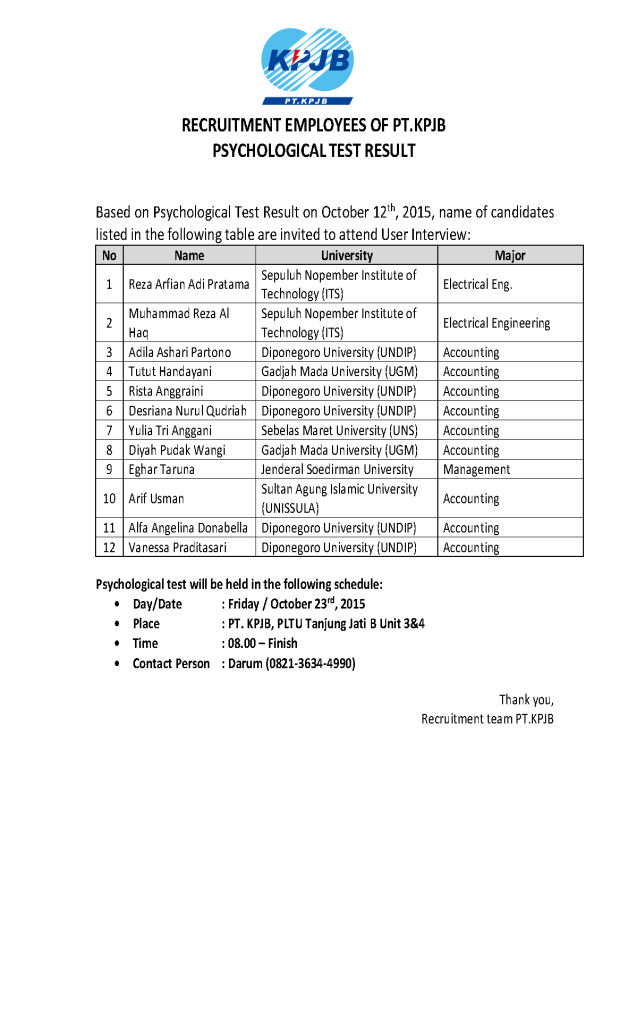 KPJB
PT.KPJB
RECRUITMENT EMPLOYEES OF PT.KPJB
PSYCHOLOGICAL TEST RESULT
Based on Psychological Test Result on October 12th, 2015, name of candidates
listed in the following table are invited to attend User Interview:
No Name University Major
1 Reza Arfian Adi Pratama Sepuluh Nopember Institute of Technology (ITS) Electrical Eng.
2 Muhammad Reza Al Haq Sepuluh Nopember Institute of Technology (ITS) Electrical Engineering
3 Adila Ashari Partono Diponegoro University (UNDIP) Accounting
4 Tutut Handayani Gadjah Mada University (UGM) Accounting
5 Rista Anggraini Diponegoro University (UNDIP) Accounting
6 Desriana Nurul Qudriah Diponegoro University (UNDIP) Accounting
7 Yulia Tri Anggani Sebelas Maret University (UNS) Accounting
8 Diyah Pudak Wangi Gadjah Mada University (UGM) Accounting
9 Eghar Taruna Jenderal Soedirman University Management
10 Arif Usman Sultan Agung Islamic University (UNISSULA) Accounting
11 Alfa Angelina Donabella Diponegoro University (UNDIP) Accounting
12 Vanessa Praditasari Diponegoro University (UNDIP) Accounting
Psychological test will be held in the following schedule:
• Day/Date : Friday / October 23rd, 2015
• Place : PT. KPJB, PLTU Tanjung Jati B Unit 3&4
• Time : 08.00 – Finish
• Contact Person : Darum (0821-3634-4990)
Thank you,
Recruitment team PT.KPJB